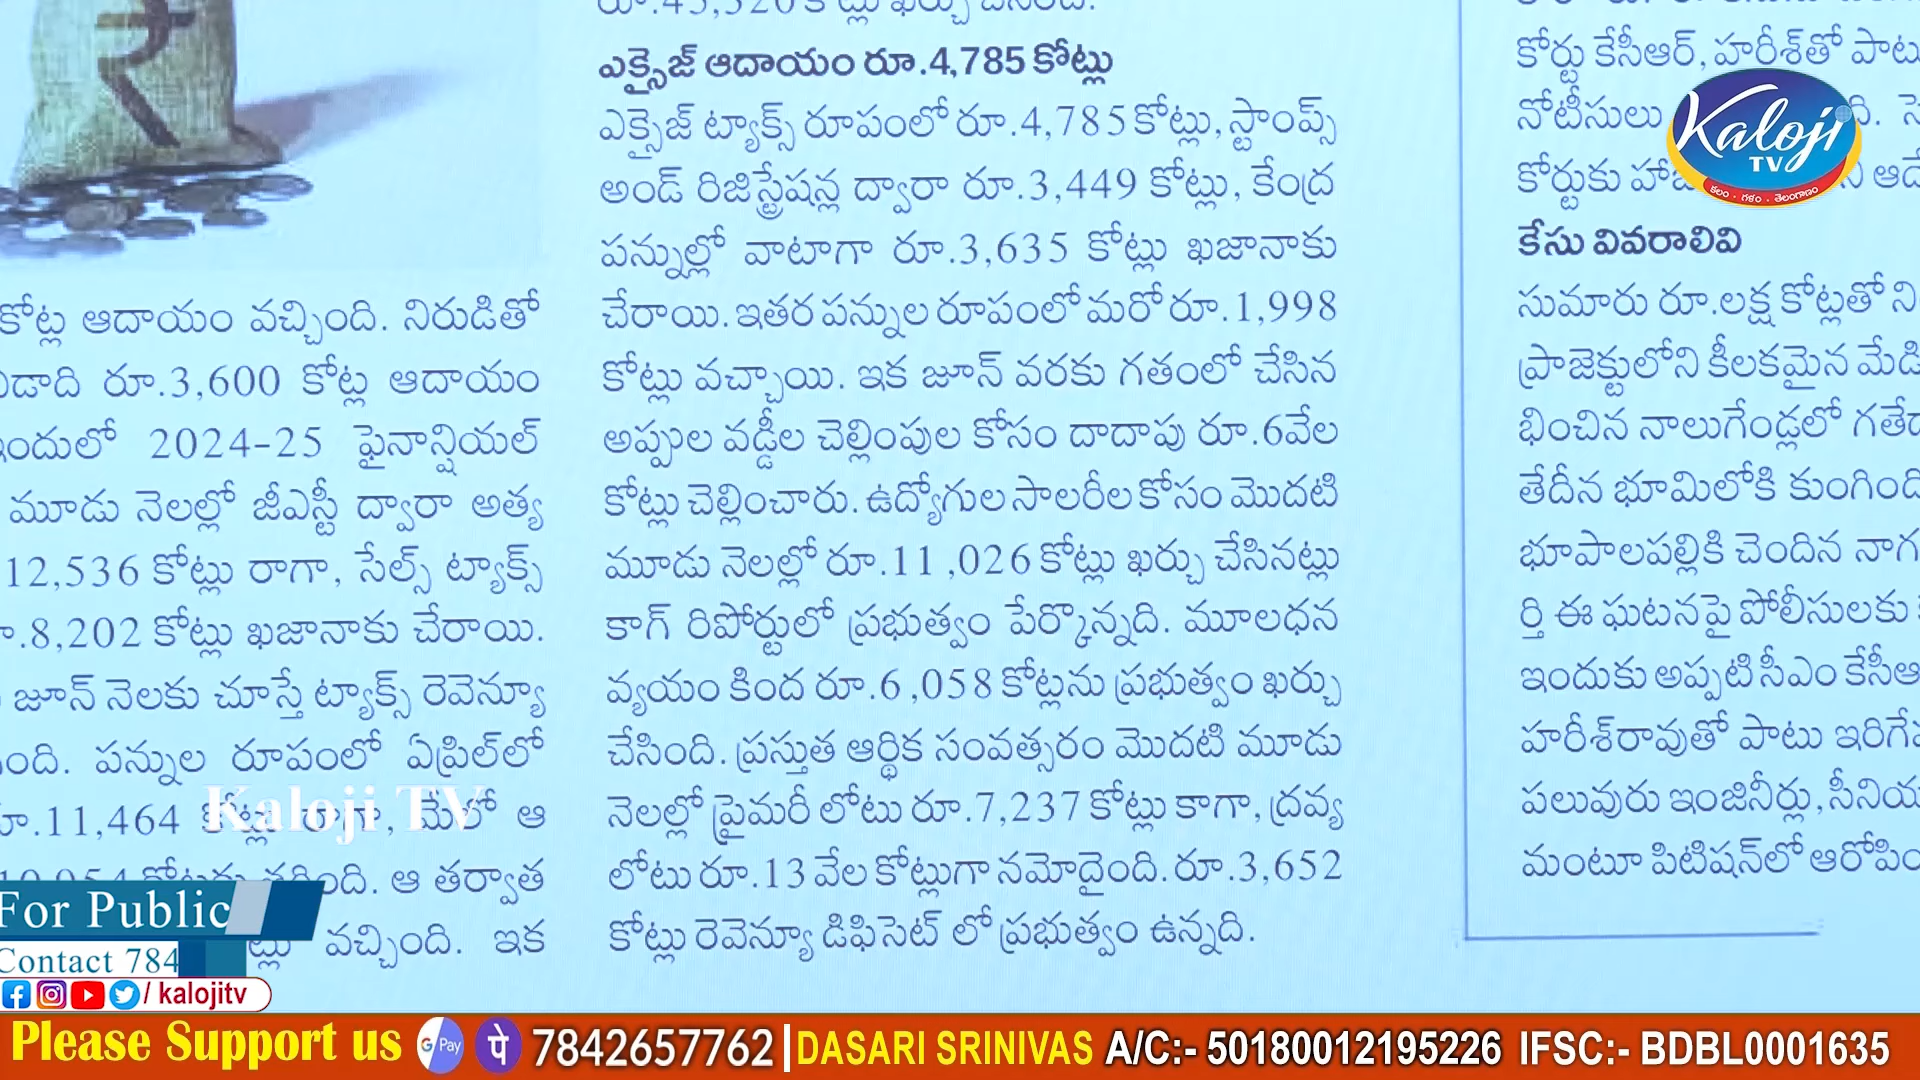 కోట్ల ఆదాయం వచ్చింది. నిరుడితో
రూ.3,600 కోట్ల ఆదాయం
2024-25 ఫైనాన్షియల్
మూడు నెలల్లో జీఎస్టీ ద్వారా అత్య
12,536 కోట్లు రాగా, సేల్స్ ట్యాక్స్
8,202 కోట్లు ఖజానాకు చేరాయి.
జూన్ నెలకు చూస్తే ట్యాక్స్ రెవెన్యూ
పన్నుల రూపంలో ఏప్రిల్‌లో
11,464 కోట్లు రాగా, మేలో ఆ
ఆ తర్వాత
వచ్చింది. ఇక
ఎక్సైజ్ ఆదాయం రూ.4,785 కోట్లు
ఎక్సైజ్ ట్యాక్స్ రూపంలో రూ.4,785 కోట్లు, స్టాంప్స్
అండ్ రిజిస్ట్రేషన్ల ద్వారా రూ.3,449 కోట్లు, కేంద్ర
పన్నుల్లో వాటాగా రూ.3,635 కోట్లు ఖజానాకు
చేరాయి. ఇతర పన్నుల రూపంలో మరో రూ.1,998
కోట్లు వచ్చాయి. ఇక జూన్ వరకు గతంలో చేసిన
అప్పుల వడ్డీల చెల్లింపుల కోసం దాదాపు రూ.6వేల
కోట్లు చెల్లించారు. ఉద్యోగుల సాలరీల కోసం మొదటి
మూడు నెలల్లో రూ.11,026 కోట్లు ఖర్చు చేసినట్లు
కాగ్ రిపోర్టులో ప్రభుత్వం పేర్కొన్నది. మూలధన
వ్యయం కింద రూ.6,058 కోట్లను ప్రభుత్వం ఖర్చు
చేసింది. ప్రస్తుత ఆర్థిక సంవత్సరం మొదటి మూడు
నెలల్లో ప్రైమరీ లోటు రూ.7,237 కోట్లు కాగా, ద్రవ్య
లోటు రూ.13 వేల కోట్లుగా నమోదైంది. రూ.3,652
కోట్లు రెవెన్యూ డిఫిసెట్ లో ప్రభుత్వం ఉన్నది.
కోర్టు కేసీఆర్, హరీశ్‌తో పాటు
నోటీసులు
కోర్టుకు
కేసు వివరాలివి
సుమారు రూ.లక్ష కోట్లతో ని
ప్రాజెక్టులోని కీలకమైన మేడి
భించిన నాలుగేండ్లలో గతే
తేదీన భూమిలోకి కుంగింది
భూపాలపల్లికి చెందిన నాగ
ర్తి ఈ ఘటనపై పోలీసులకు
ఇందుకు అప్పటి సీఎం కేసీఆ
హరీశ్‌రావుతో పాటు ఇరిగే
పలువురు ఇంజినీర్లు, సీనియ
మంటూ పిటిషన్‌లో ఆరోపిం
Kaloji
TV
కలం - గళం - తెలంగాణం
Kaloji TV
For Public
Contact 784
/ kalojitv
Please Support us G Pay पे 7842657762 | DASARI SRINIVAS A/C:- 50180012195226 IFSC:- BDBL0001635